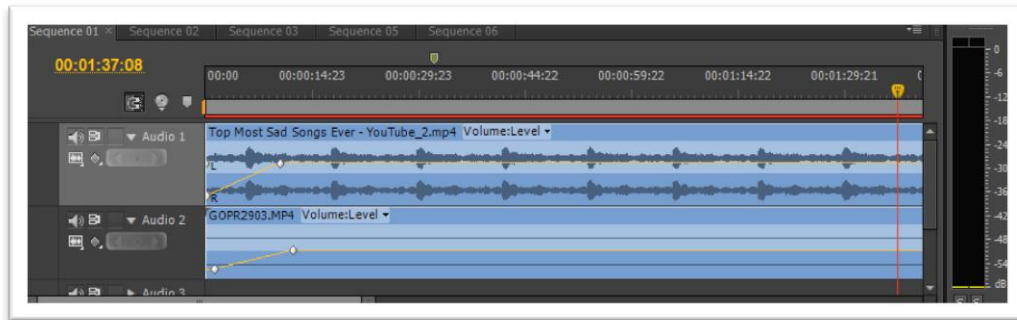 Sequence 01 × Sequence 02 Sequence 03 Sequence 05 Sequence 06
00:01:37:08
00:00 00:00:14:23 00:00:29:23 00:00:44:22 00:00:59:22 00:01:14:22 00:01:29:21
0
-6
-12
-18
-24
-30
-36
-42
-48
-54
dB
Audio 1
Top Most Sad Songs Ever - YouTube_2.mp4 Volume:Level
L
R
Audio 2
GOPR2903.MP4 Volume:Level
Audio 3
S S